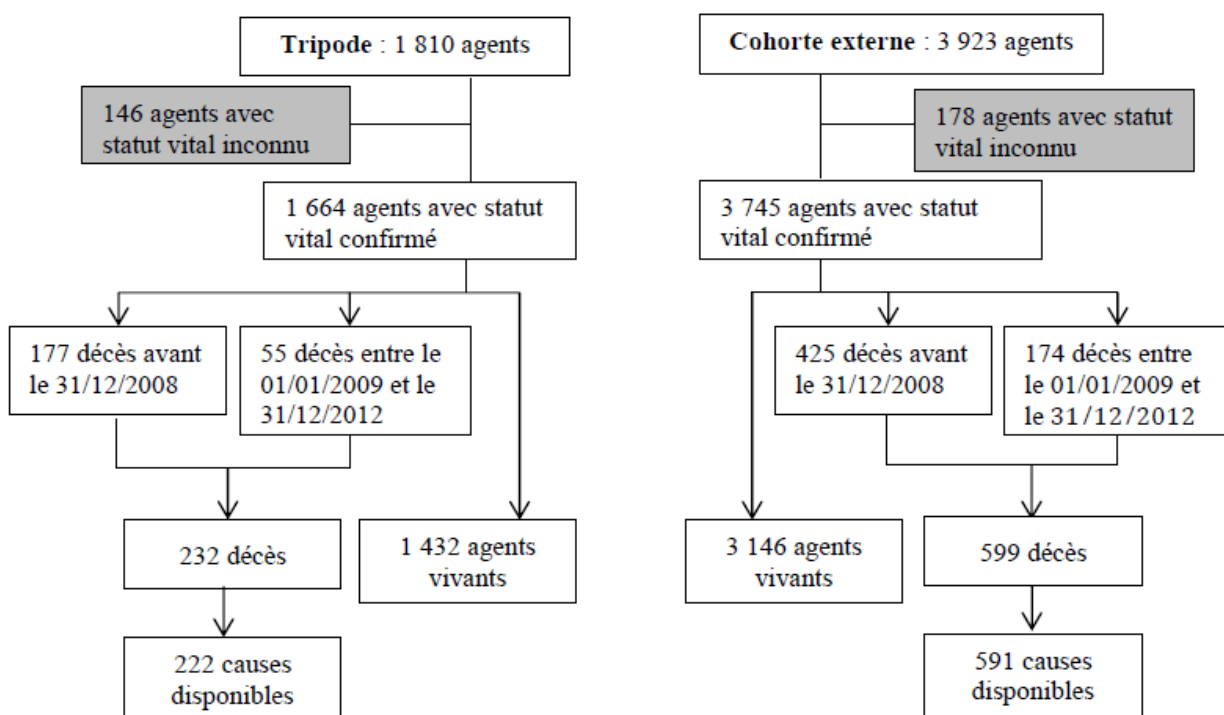 Tripode : 1 810 agents
146 agents avec
statut vital inconnu
1 664 agents avec statut
vital confirmé
177 décès avant
le 31/12/2008
55 décès entre le
01/01/2009 et le
31/12/2012
232 décès
1 432 agents
vivants
222 causes
disponibles
Cohorte externe : 3 923 agents
178 agents avec statut
vital inconnu
3 745 agents avec statut
vital confirmé
425 décès avant
le 31/12/2008
174 décès entre
le 01/01/2009 et
le 31/12/2012
3 146 agents
vivants
599 décès
591 causes
disponibles